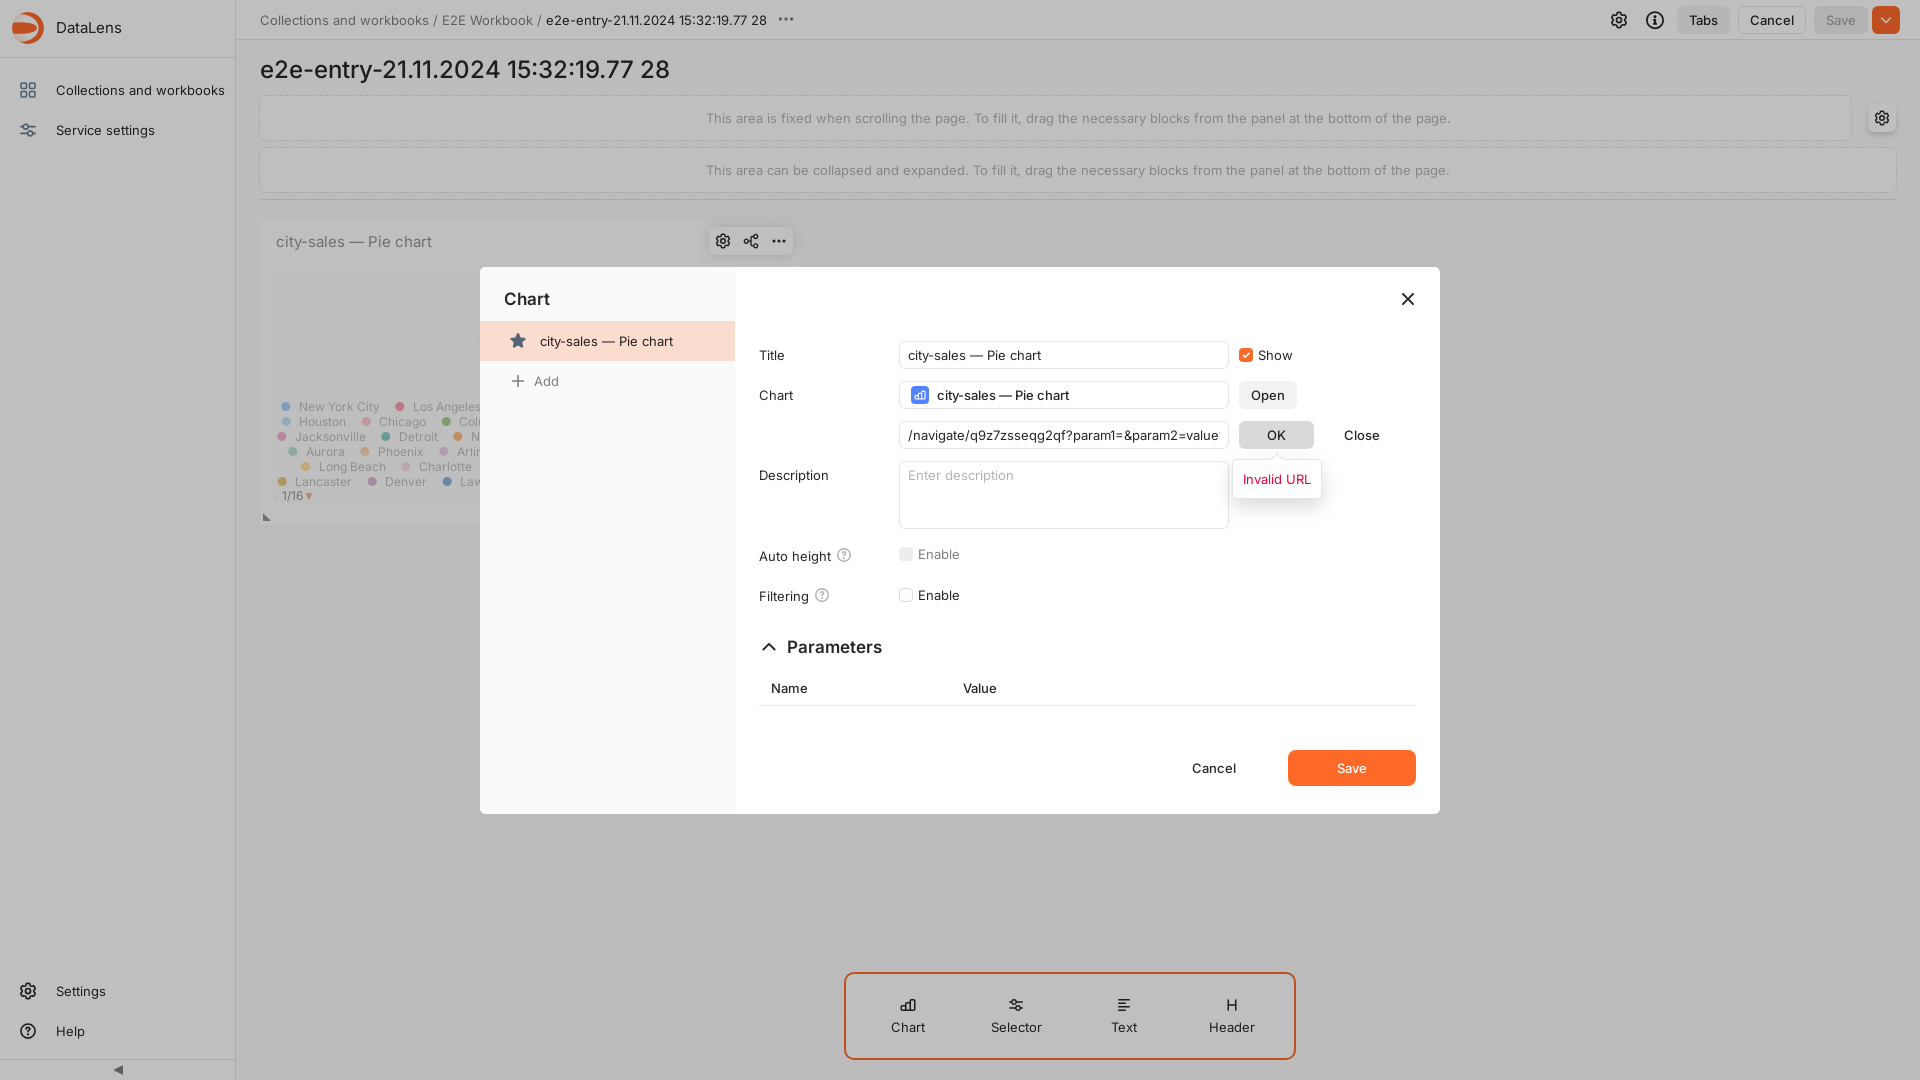 DataLens
Collections and workbooks
Service settings
Settings
Help
Collections and workbooks / E2E Workbook / e2e-entry-21.11.2024 15:32:19.77 28
Tabs
Cancel
Save
e2e-entry-21.11.2024 15:32:19.77 28
This area is fixed when scrolling the page. To fill it, drag the necessary blocks from the panel at the bottom of the page.
This area can be collapsed and expanded. To fill it, drag the necessary blocks from the panel at the bottom of the page.
city-sales — Pie chart
New York City Los Angeles
Houston Chicago
Jacksonville Detroit
Aurora Phoenix
Long Beach Charlotte
Lancaster Denver
1/16
Chart
city-sales — Pie chart
Add
Title
city-sales — Pie chart
Show
Chart
city-sales — Pie chart
Open
/navigate/q9z7zsseqg2qf?param1=&param2=value
OK
Close
Invalid URL
Description
Enter description
Auto height
Enable
Filtering
Enable
Parameters
Name Value
Cancel
Save
Chart
Selector
Text
Header